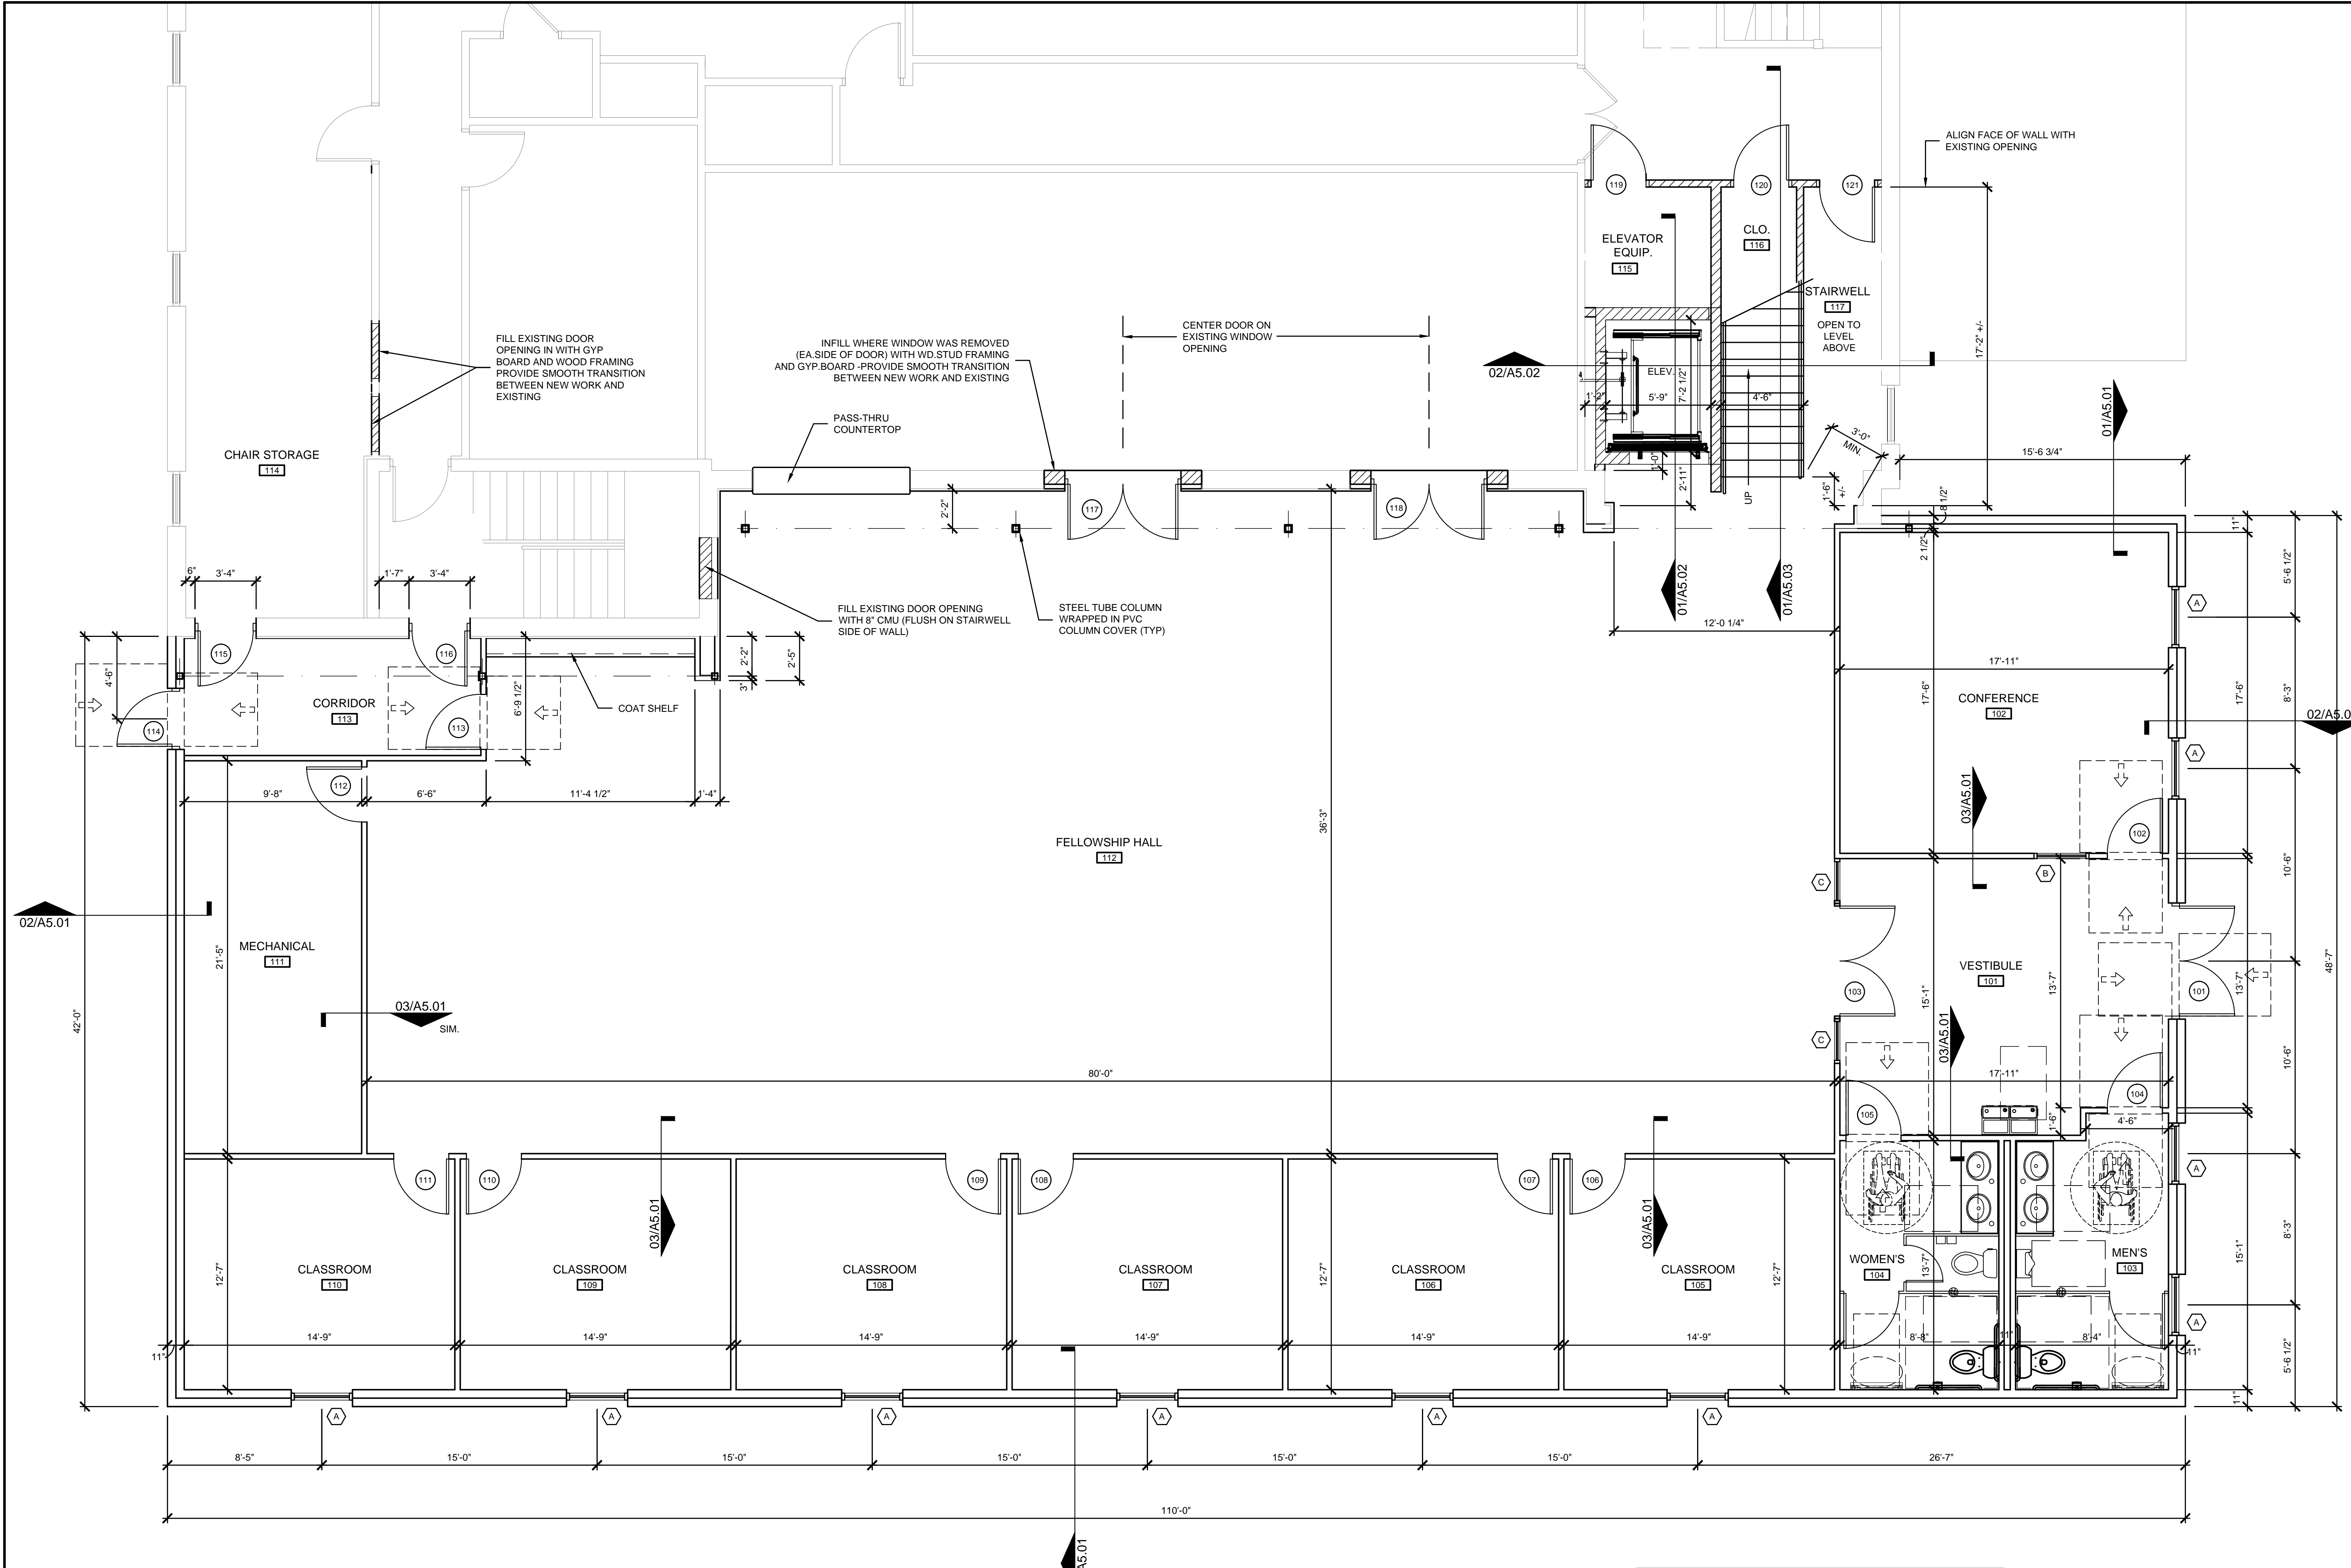 ALIGN FACE OF WALL WITH
EXISTING OPENING
119
120
121
ELEVATOR
EQUIP.
115
CLO.
116
STAIRWELL
117
OPEN TO
LEVEL
ABOVE
17'-2" +/-
FILL EXISTING DOOR
OPENING IN WITH GYP
BOARD AND WOOD FRAMING
PROVIDE SMOOTH TRANSITION
BETWEEN NEW WORK AND
EXISTING
INFILL WHERE WINDOW WAS REMOVED
(EA.SIDE OF DOOR) WITH WD.STUD FRAMING
AND GYP.BOARD -PROVIDE SMOOTH TRANSITION
BETWEEN NEW WORK AND EXISTING
CENTER DOOR ON
EXISTING WINDOW
OPENING
02/A5.02
ELEV.
7'-2 1/2"
1'-2"
5'-9"
4'-6"
PASS-THRU
COUNTERTOP
01/A5.01
3'-0"
MIN.
15'-6 3/4"
CHAIR STORAGE
114
1'-0"
2'-11"
UP
1'-6"
+/-
8 1/2"
2'-2"
117
118
11"
2 1/2"
5'-6 1/2"
6"
3'-4"
1'-7"
3'-4"
FILL EXISTING DOOR OPENING
WITH 8" CMU (FLUSH ON STAIRWELL
SIDE OF WALL)
STEEL TUBE COLUMN
WRAPPED IN PVC
COLUMN COVER (TYP)
01/A5.02
01/A5.03
12'-0 1/4"
A
115
116
4'-6"
2'-2"
2'-5"
3"
17'-11"
CORRIDOR
113
6'-9 1/2"
COAT SHELF
114
113
17'-6"
CONFERENCE
102
17'-6"
8'-3"
02/A5.0
A
112
9'-8"
6'-6"
11'-4 1/2"
1'-4"
36'-3"
03/A5.01
102
FELLOWSHIP HALL
112
C
B
10'-6"
02/A5.01
MECHANICAL
111
21'-5"
VESTIBULE
101
103
101
15'-1"
13'-7"
13'-7"
48'-7"
42'-0"
03/A5.01
SIM.
C
03/A5.01
10'-6"
80'-0"
17'-11"
105
104
1'-6"
4'-6"
111
110
109
108
107
106
A
03/A5.01
03/A5.01
12'-7"
12'-7"
12'-7"
CLASSROOM
110
CLASSROOM
109
CLASSROOM
108
CLASSROOM
107
CLASSROOM
106
CLASSROOM
105
WOMEN'S
104
13'-7"
MEN'S
103
15'-1"
8'-3"
A
11"
14'-9"
14'-9"
14'-9"
14'-9"
14'-9"
14'-9"
8'-8"
11"
8'-4"
11"
5'-6 1/2"
11"
A
A
A
A
A
A
8'-5"
15'-0"
15'-0"
15'-0"
15'-0"
15'-0"
26'-7"
110'-0"
A5.01